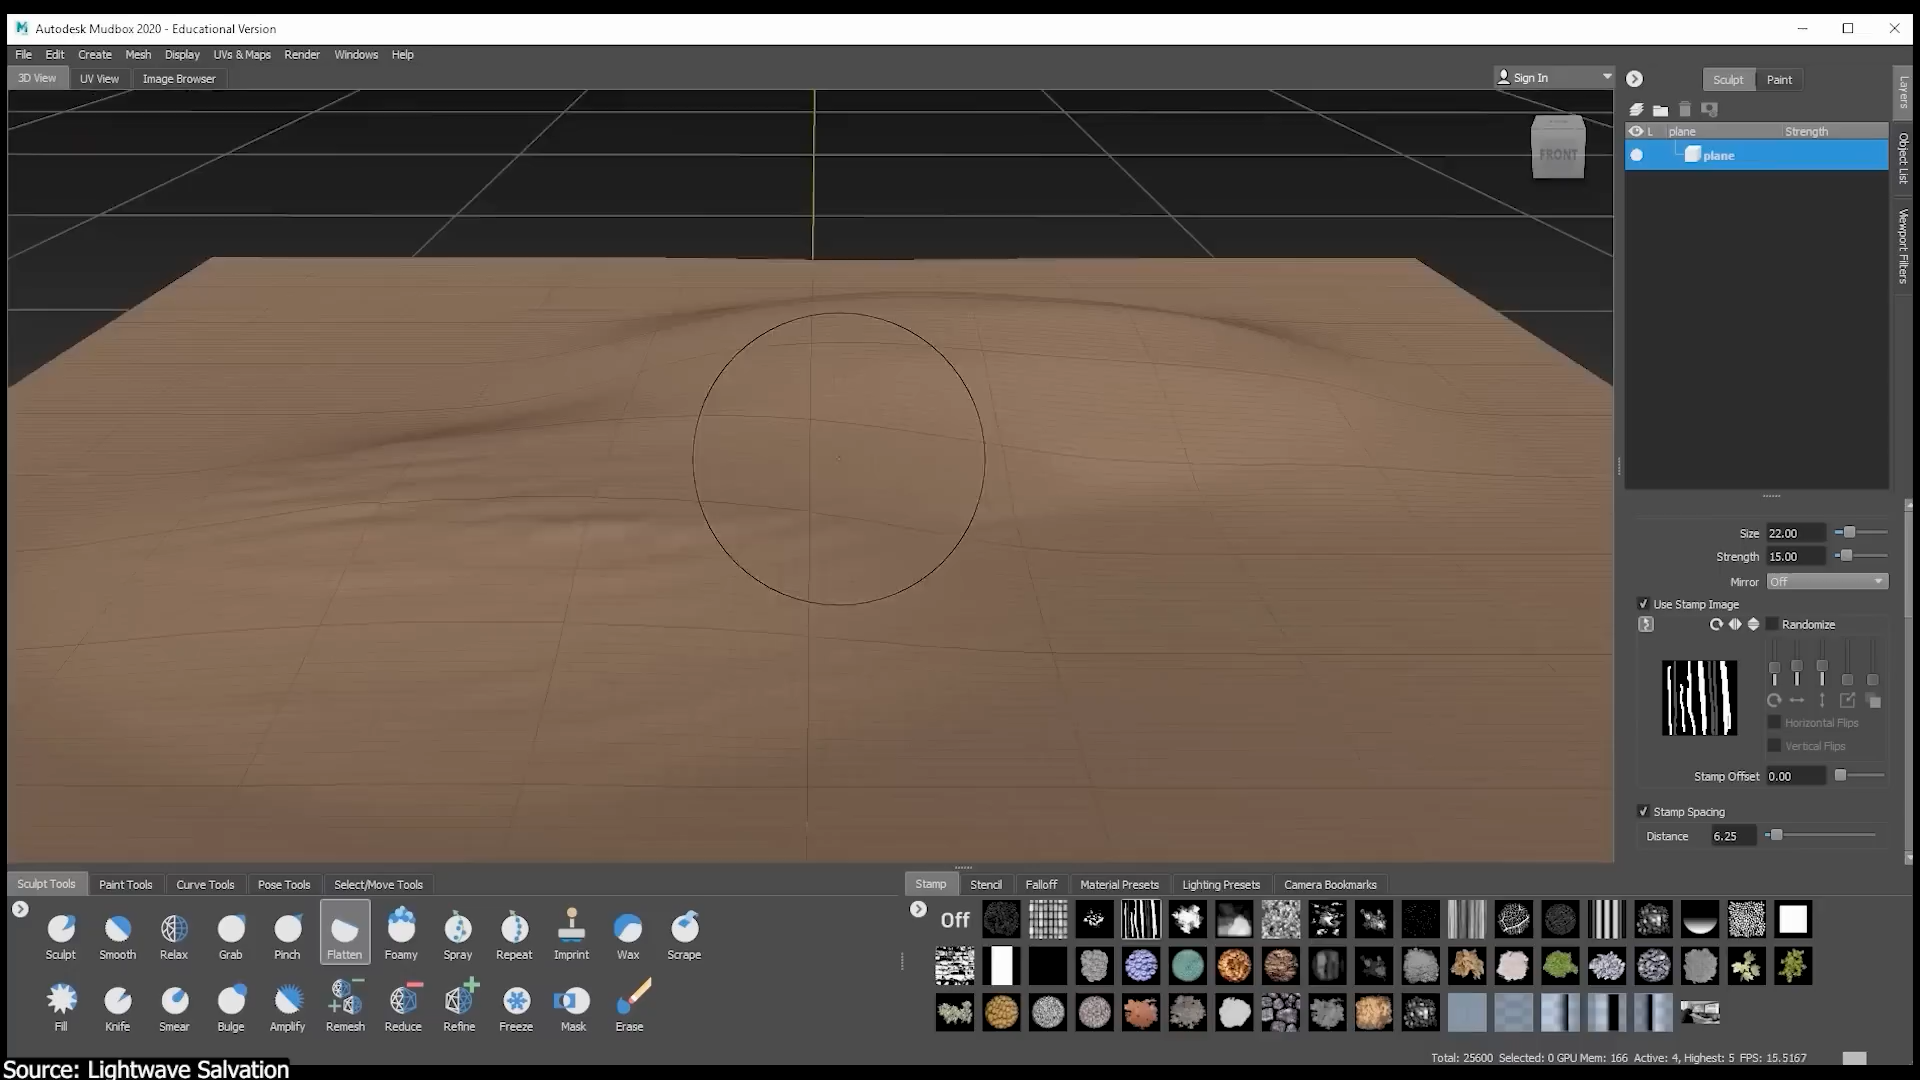 Autodesk Mudbox 2020 - Educational Version
File Edit Create Mesh Display UVs & Maps Render Windows Help
3D View UV View Image Browser
Sign In
Sculpt Paint
Layers
Object List
Viewport Filters
L plane Strength
plane
FRONT
Size 22.00
Strength 15.00
Mirror Off
Use Stamp Image
Randomize
Horizontal Flips
Vertical Flips
Stamp Offset 0.00
Stamp Spacing
Distance 6.25
Sculpt Tools Paint Tools Curve Tools Pose Tools Select/Move Tools
Sculpt Smooth Relax Grab Pinch Flatten Foamy Spray Repeat Imprint Wax Scrape
Fill Knife Smear Bulge Amplify Remesh Reduce Refine Freeze Mask Erase
Stamp Stencil Falloff Material Presets Lighting Presets Camera Bookmarks
Off
Total: 25600 Selected: 0 GPU Mem: 166 Active: 4, Highest: 5 FPS: 15.5167
Source: Lightwave Salvation